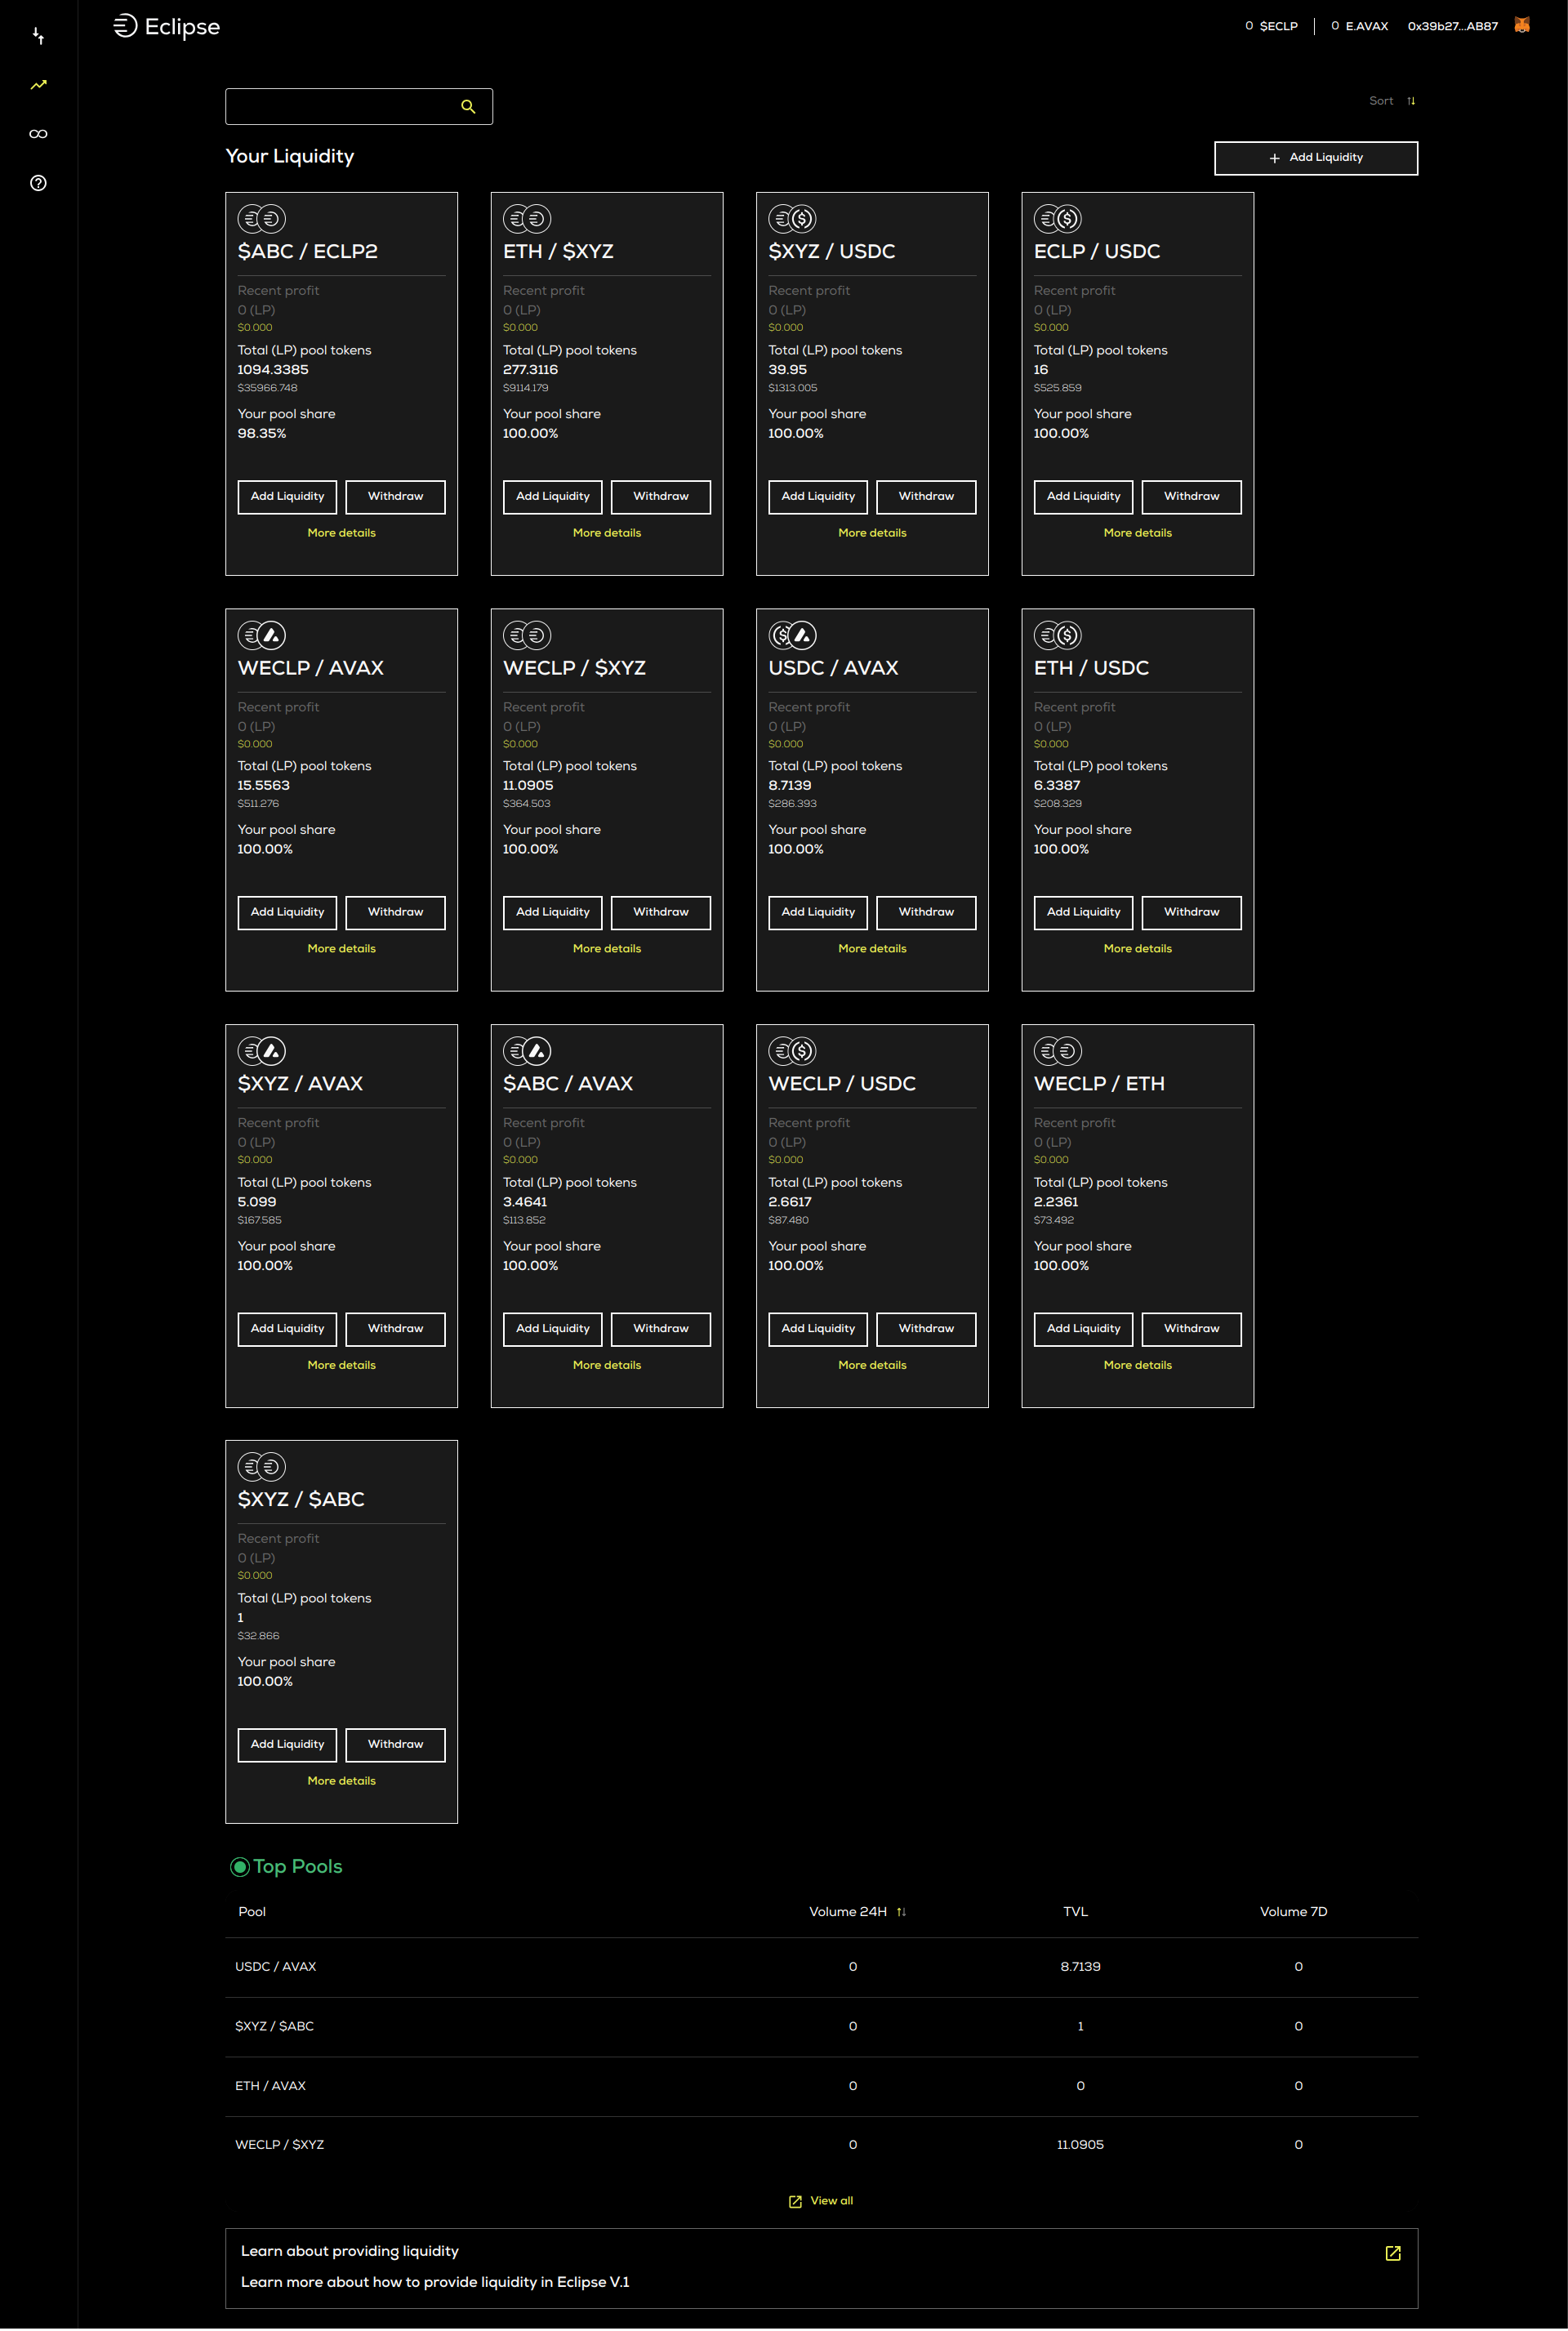 Eclipse
0 $ECLP 0 E.AVAX 0x39b27...AB87
Sort
Your Liquidity
+ Add Liquidity
$ABC / ECLP2
Recent profit
0 (LP)
$0.000
Total (LP) pool tokens
1094.3385
$35966.748
Your pool share
98.35%
Add Liquidity Withdraw
More details
ETH / $XYZ
Recent profit
0 (LP)
$0.000
Total (LP) pool tokens
277.3116
$9114.179
Your pool share
100.00%
Add Liquidity Withdraw
More details
$XYZ / USDC
Recent profit
0 (LP)
$0.000
Total (LP) pool tokens
39.95
$1313.005
Your pool share
100.00%
Add Liquidity Withdraw
More details
ECLP / USDC
Recent profit
0 (LP)
$0.000
Total (LP) pool tokens
16
$525.859
Your pool share
100.00%
Add Liquidity Withdraw
More details
WECLP / AVAX
Recent profit
0 (LP)
$0.000
Total (LP) pool tokens
15.5563
$511.276
Your pool share
100.00%
Add Liquidity Withdraw
More details
WECLP / $XYZ
Recent profit
0 (LP)
$0.000
Total (LP) pool tokens
11.0905
$364.503
Your pool share
100.00%
Add Liquidity Withdraw
More details
USDC / AVAX
Recent profit
0 (LP)
$0.000
Total (LP) pool tokens
8.7139
$286.393
Your pool share
100.00%
Add Liquidity Withdraw
More details
ETH / USDC
Recent profit
0 (LP)
$0.000
Total (LP) pool tokens
6.3387
$208.329
Your pool share
100.00%
Add Liquidity Withdraw
More details
$XYZ / AVAX
Recent profit
0 (LP)
$0.000
Total (LP) pool tokens
5.099
$167.585
Your pool share
100.00%
Add Liquidity Withdraw
More details
$ABC / AVAX
Recent profit
0 (LP)
$0.000
Total (LP) pool tokens
3.4641
$113.852
Your pool share
100.00%
Add Liquidity Withdraw
More details
WECLP / USDC
Recent profit
0 (LP)
$0.000
Total (LP) pool tokens
2.6617
$87.480
Your pool share
100.00%
Add Liquidity Withdraw
More details
WECLP / ETH
Recent profit
0 (LP)
$0.000
Total (LP) pool tokens
2.2361
$73.492
Your pool share
100.00%
Add Liquidity Withdraw
More details
$XYZ / $ABC
Recent profit
0 (LP)
$0.000
Total (LP) pool tokens
1
$32.866
Your pool share
100.00%
Add Liquidity Withdraw
More details
Top Pools
Pool Volume 24H TVL Volume 7D
USDC / AVAX 0 8.7139 0
$XYZ / $ABC 0 1 0
ETH / AVAX 0 0 0
WECLP / $XYZ 0 11.0905 0
View all
Learn about providing liquidity
Learn more about how to provide liquidity in Eclipse V.1